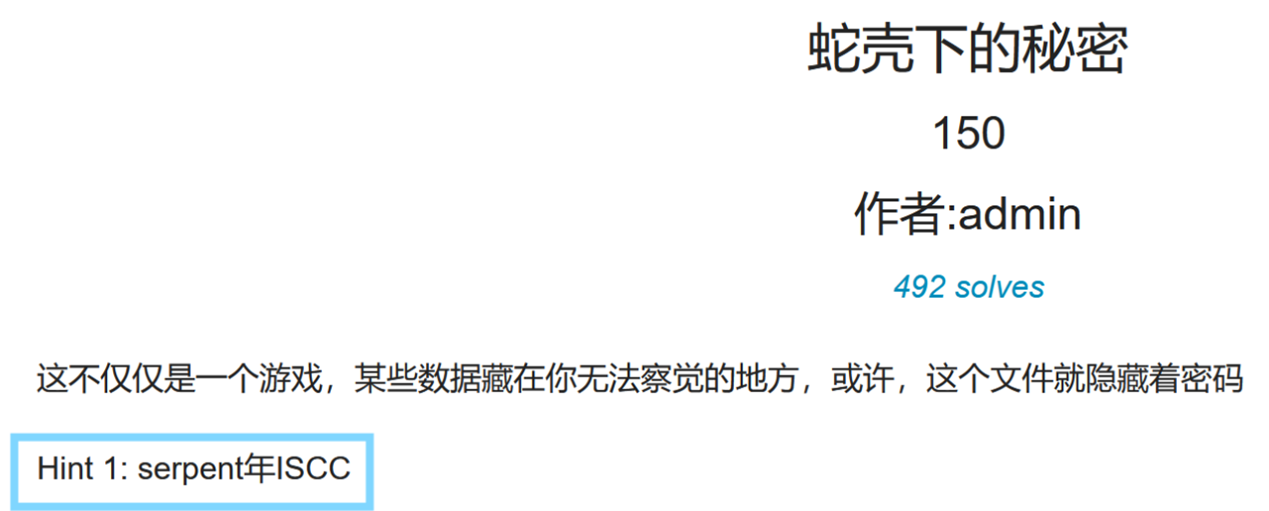 蛇壳下的秘密
150
作者:admin
492 solves
这不仅仅是一个游戏，某些数据藏在你无法察觉的地方，或许，这个文件就隐藏着密码
Hint 1: serpent年ISCC